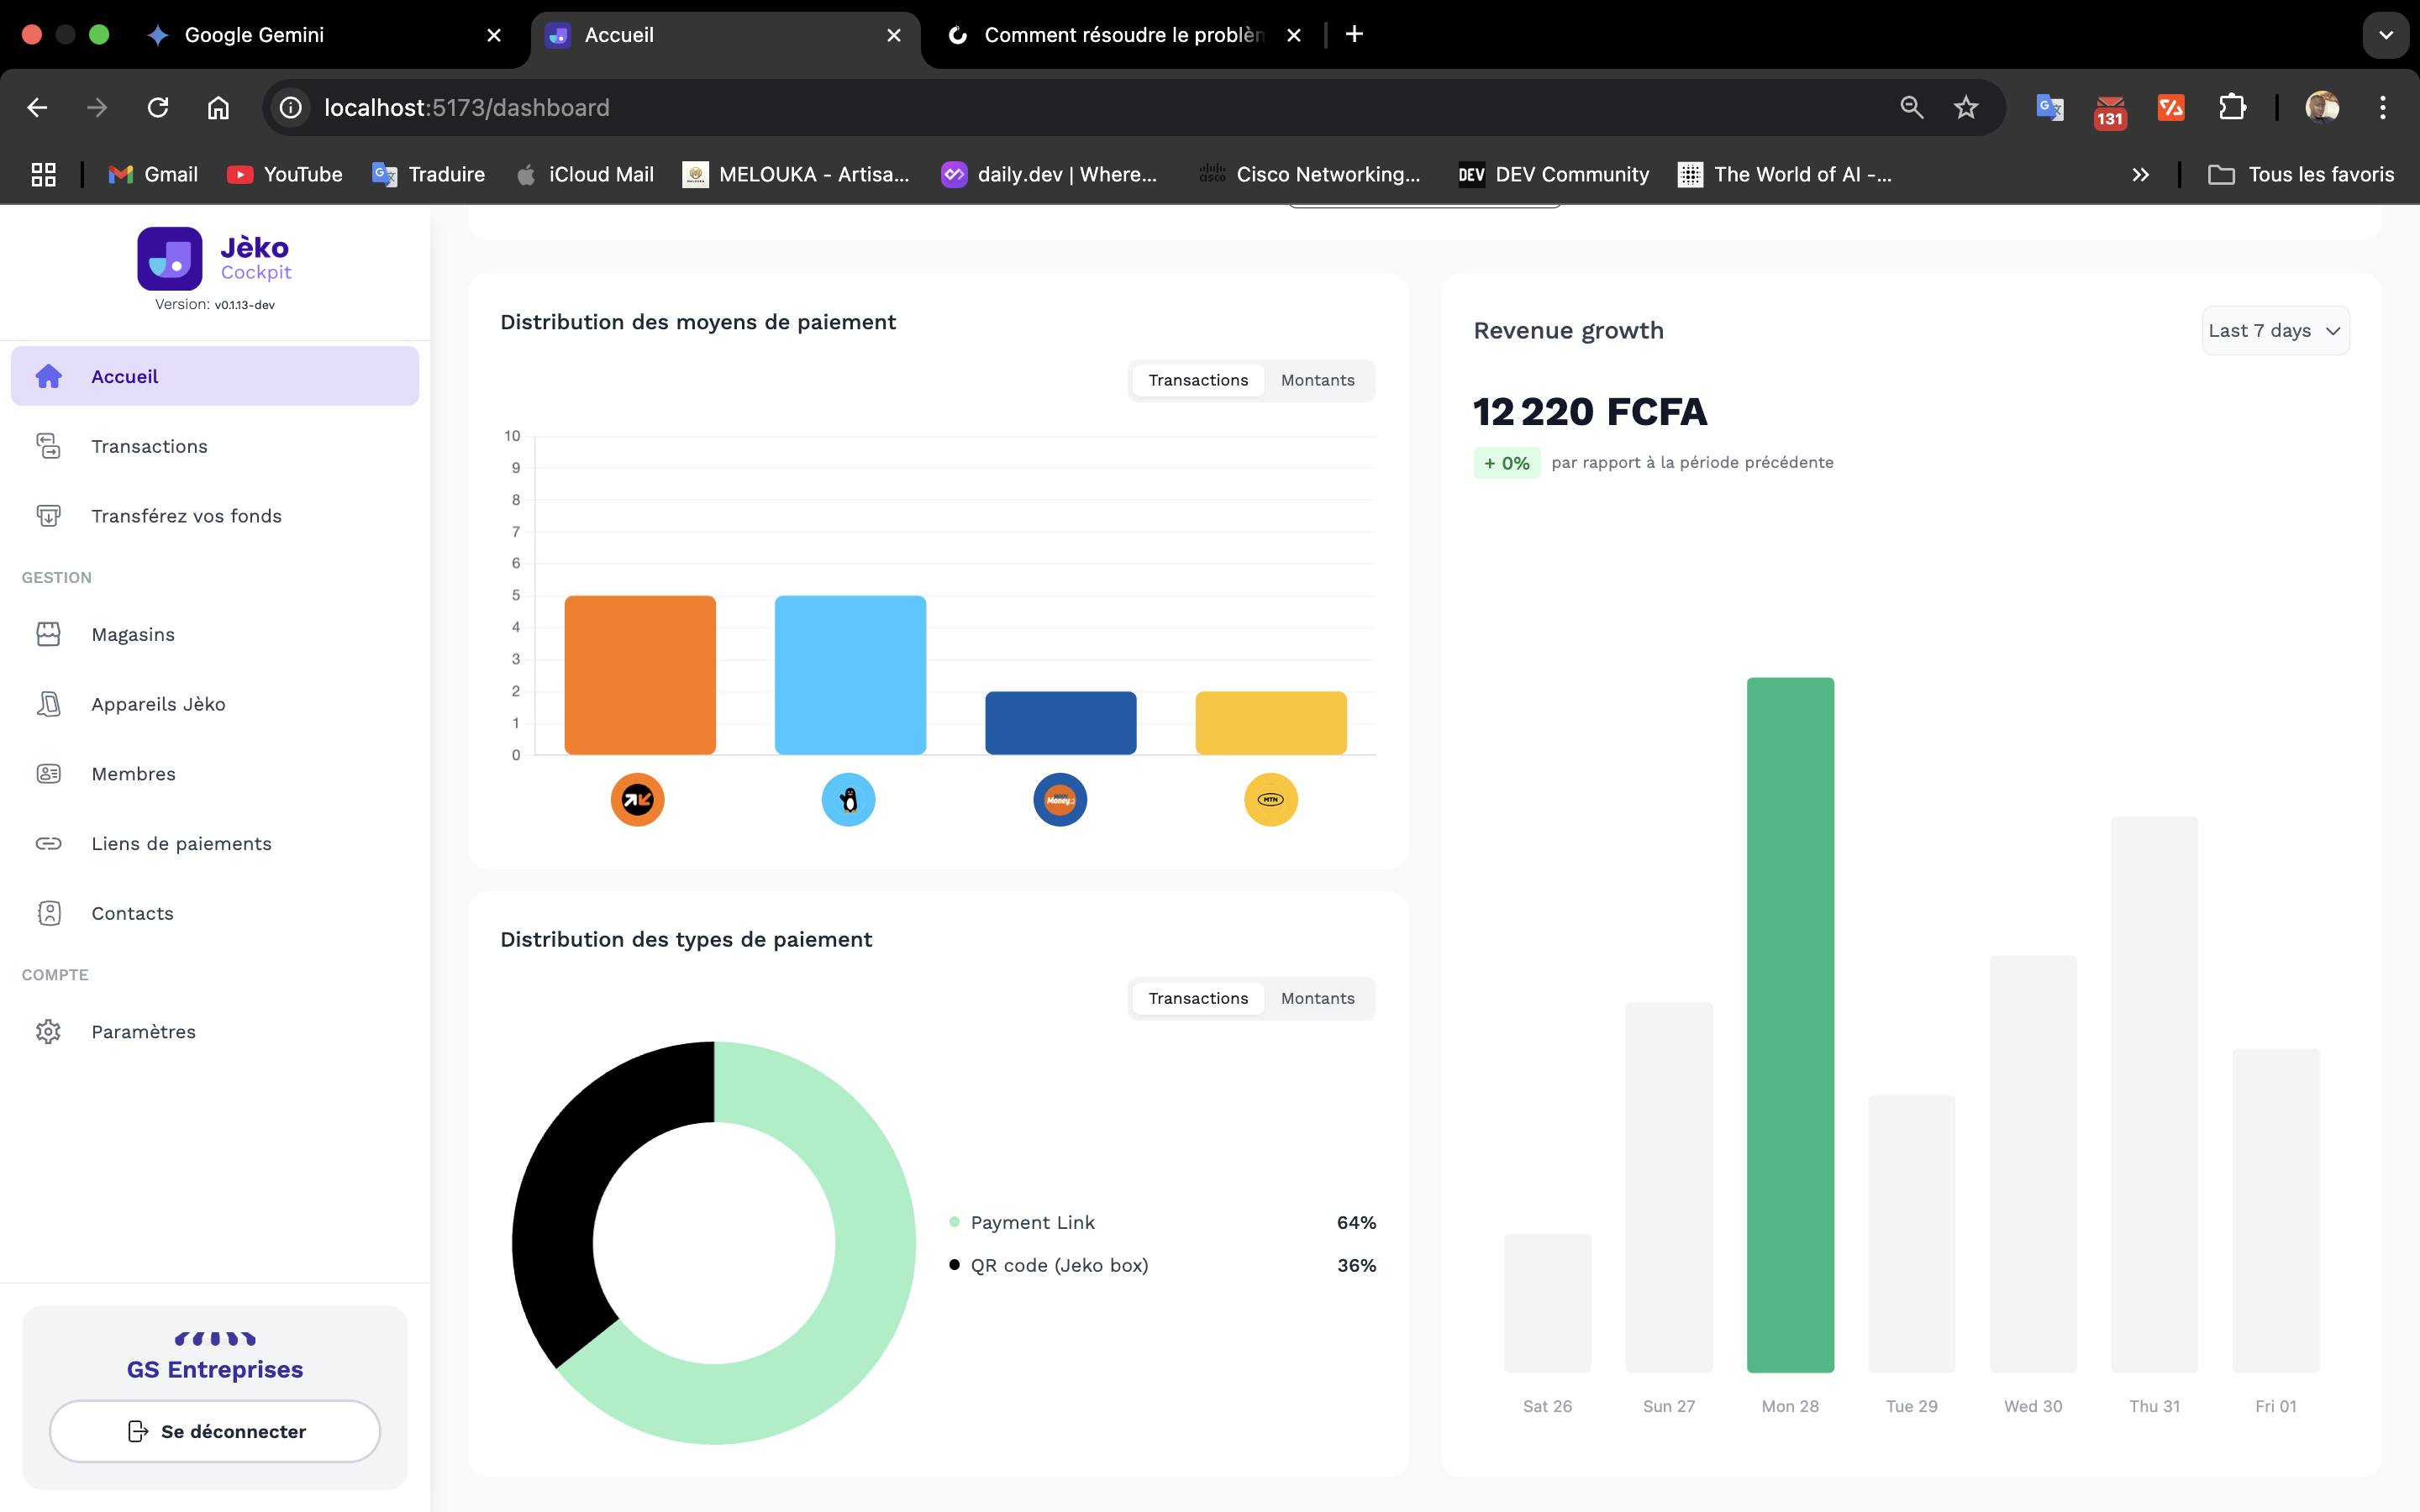 Google Gemini
Accueil
Comment résoudre le problèm
localhost:5173/dashboard
131
Gmail
YouTube
Traduire
iCloud Mail
MELOUKA - Artisa...
daily.dev | Where...
Cisco Networking...
DEV Community
The World of AI -...
Tous les favoris
Jèko
Cockpit
Version: v0.1.13-dev
Accueil
Transactions
Transférez vos fonds
GESTION
Magasins
Appareils Jèko
Membres
Liens de paiements
Contacts
COMPTE
Paramètres
GS Entreprises
Se déconnecter
Distribution des moyens de paiement
Transactions
Montants
10
9
8
7
6
5
4
3
2
1
0
Money
MTN
Distribution des types de paiement
Transactions
Montants
Payment Link 64%
QR code (Jeko box) 36%
Revenue growth
Last 7 days
12 220 FCFA
+ 0% par rapport à la période précédente
Sat 26
Sun 27
Mon 28
Tue 29
Wed 30
Thu 31
Fri 01